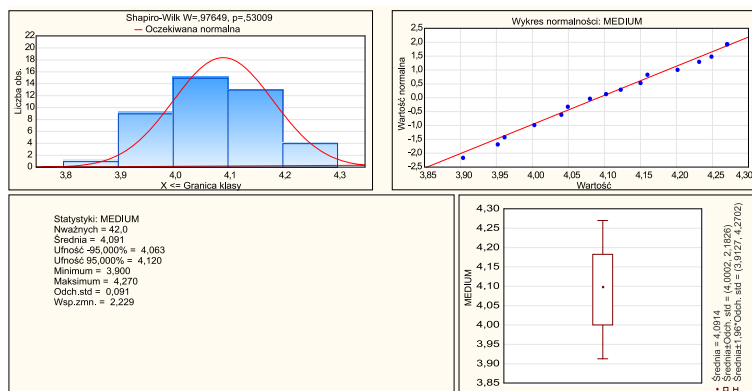 Shapiro-Wilk W=,97649, p=,53009
— Oczekiwana normalna
22
20
18
16
14
12
10
8
6
4
2
0
Liczba obs.
3,8 3,9 4,0 4,1 4,2 4,3
X <= Granica klasy
Wykres normalności: MEDIUM
2,5
2,0
1,5
1,0
0,5
0,0
-0,5
-1,0
-1,5
-2,0
-2,5
Wartość normalna
3,85 3,90 3,95 4,00 4,05 4,10 4,15 4,20 4,25 4,30
Wartość
Statystyki: MEDIUM
Nważnych = 42,0
Średnia = 4,091
Ufność -95,000% = 4,063
Ufność 95,000% = 4,120
Minimum = 3,900
Maksimum = 4,270
Odch.std = 0,091
Wsp.zmn. = 2,229
4,30
4,25
4,20
4,15
4,10
4,05
4,00
3,95
3,90
3,85
MEDIUM
Średnia = 4,0914
Średnia±Odch. std = (4,0002, 2,1826)
Średnia±1,96*Odch. std = (3,9127, 4,2702)